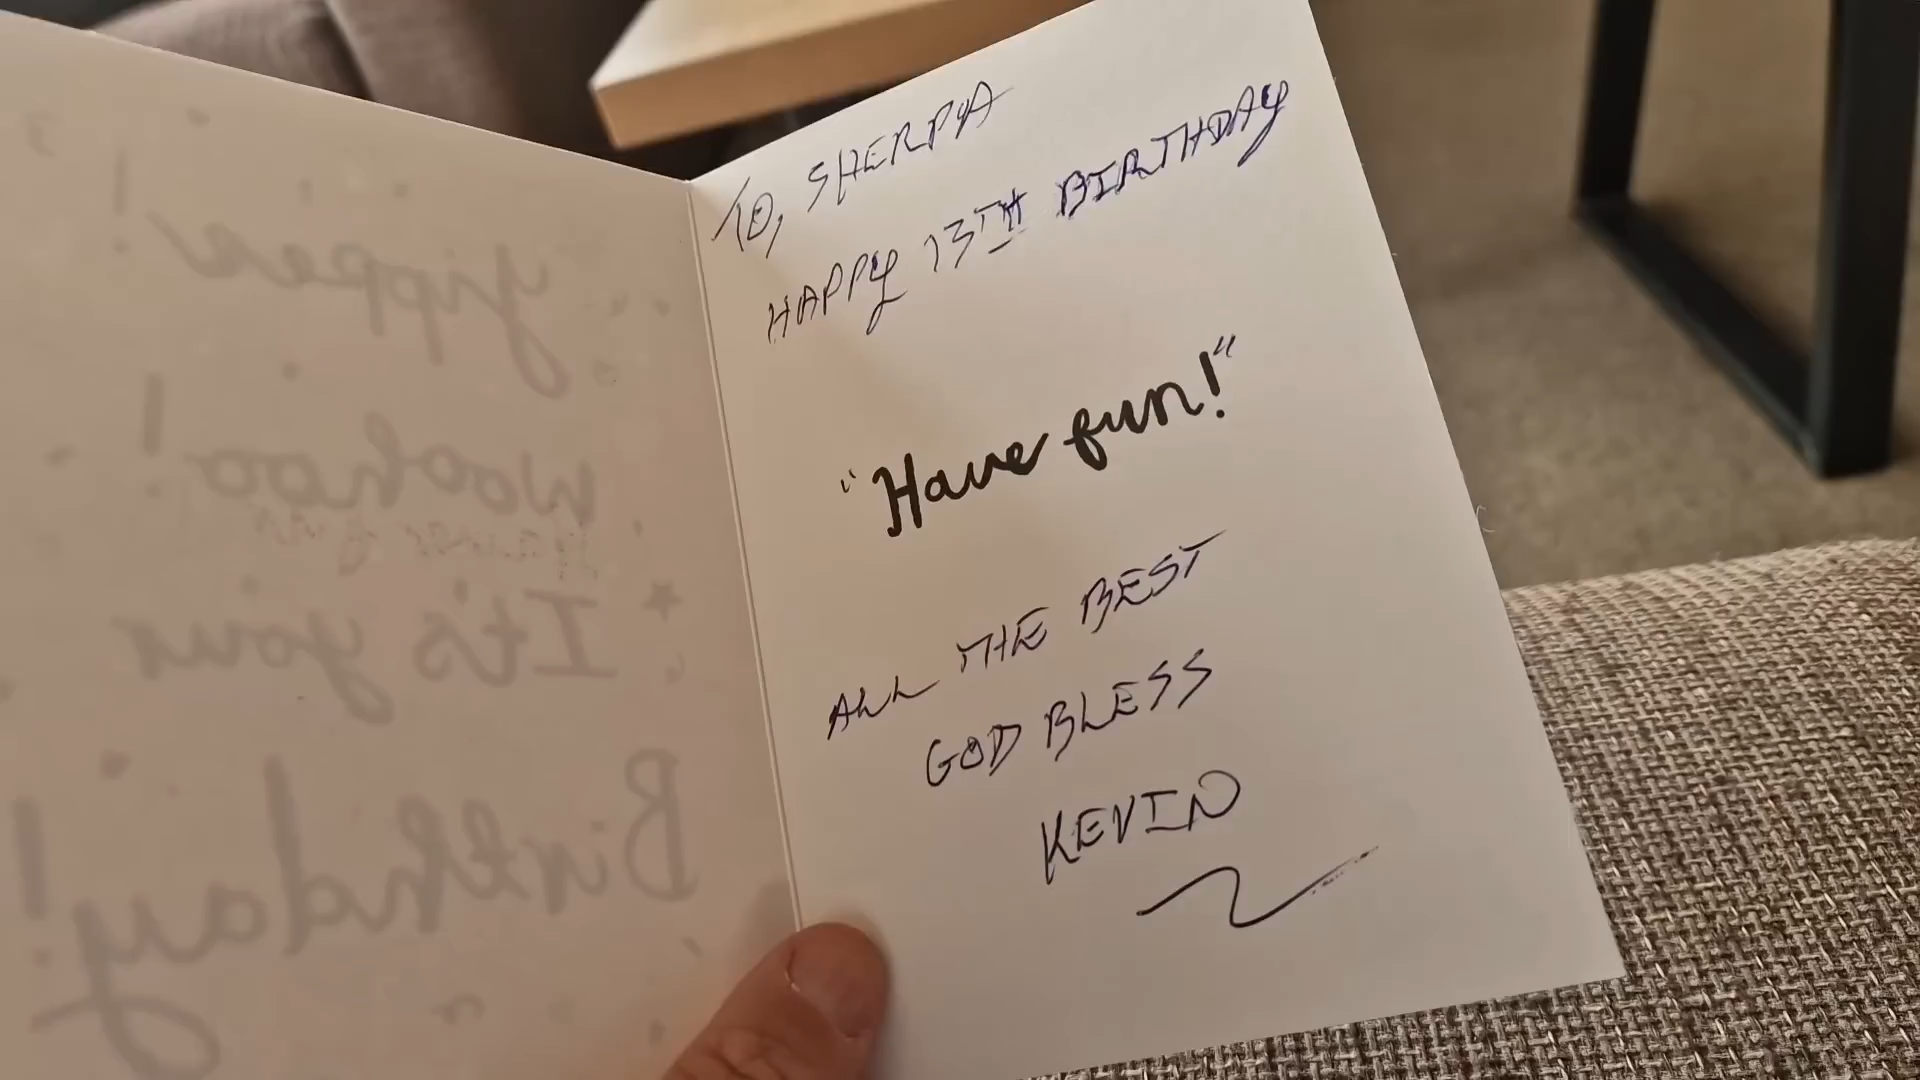 yippee!
woohoo!
It's your
Birthday!
TO, SHERPA
HAPPY 13TH BIRTHDAY
"Have fun!"
ALL THE BEST
GOD BLESS
KEVIN